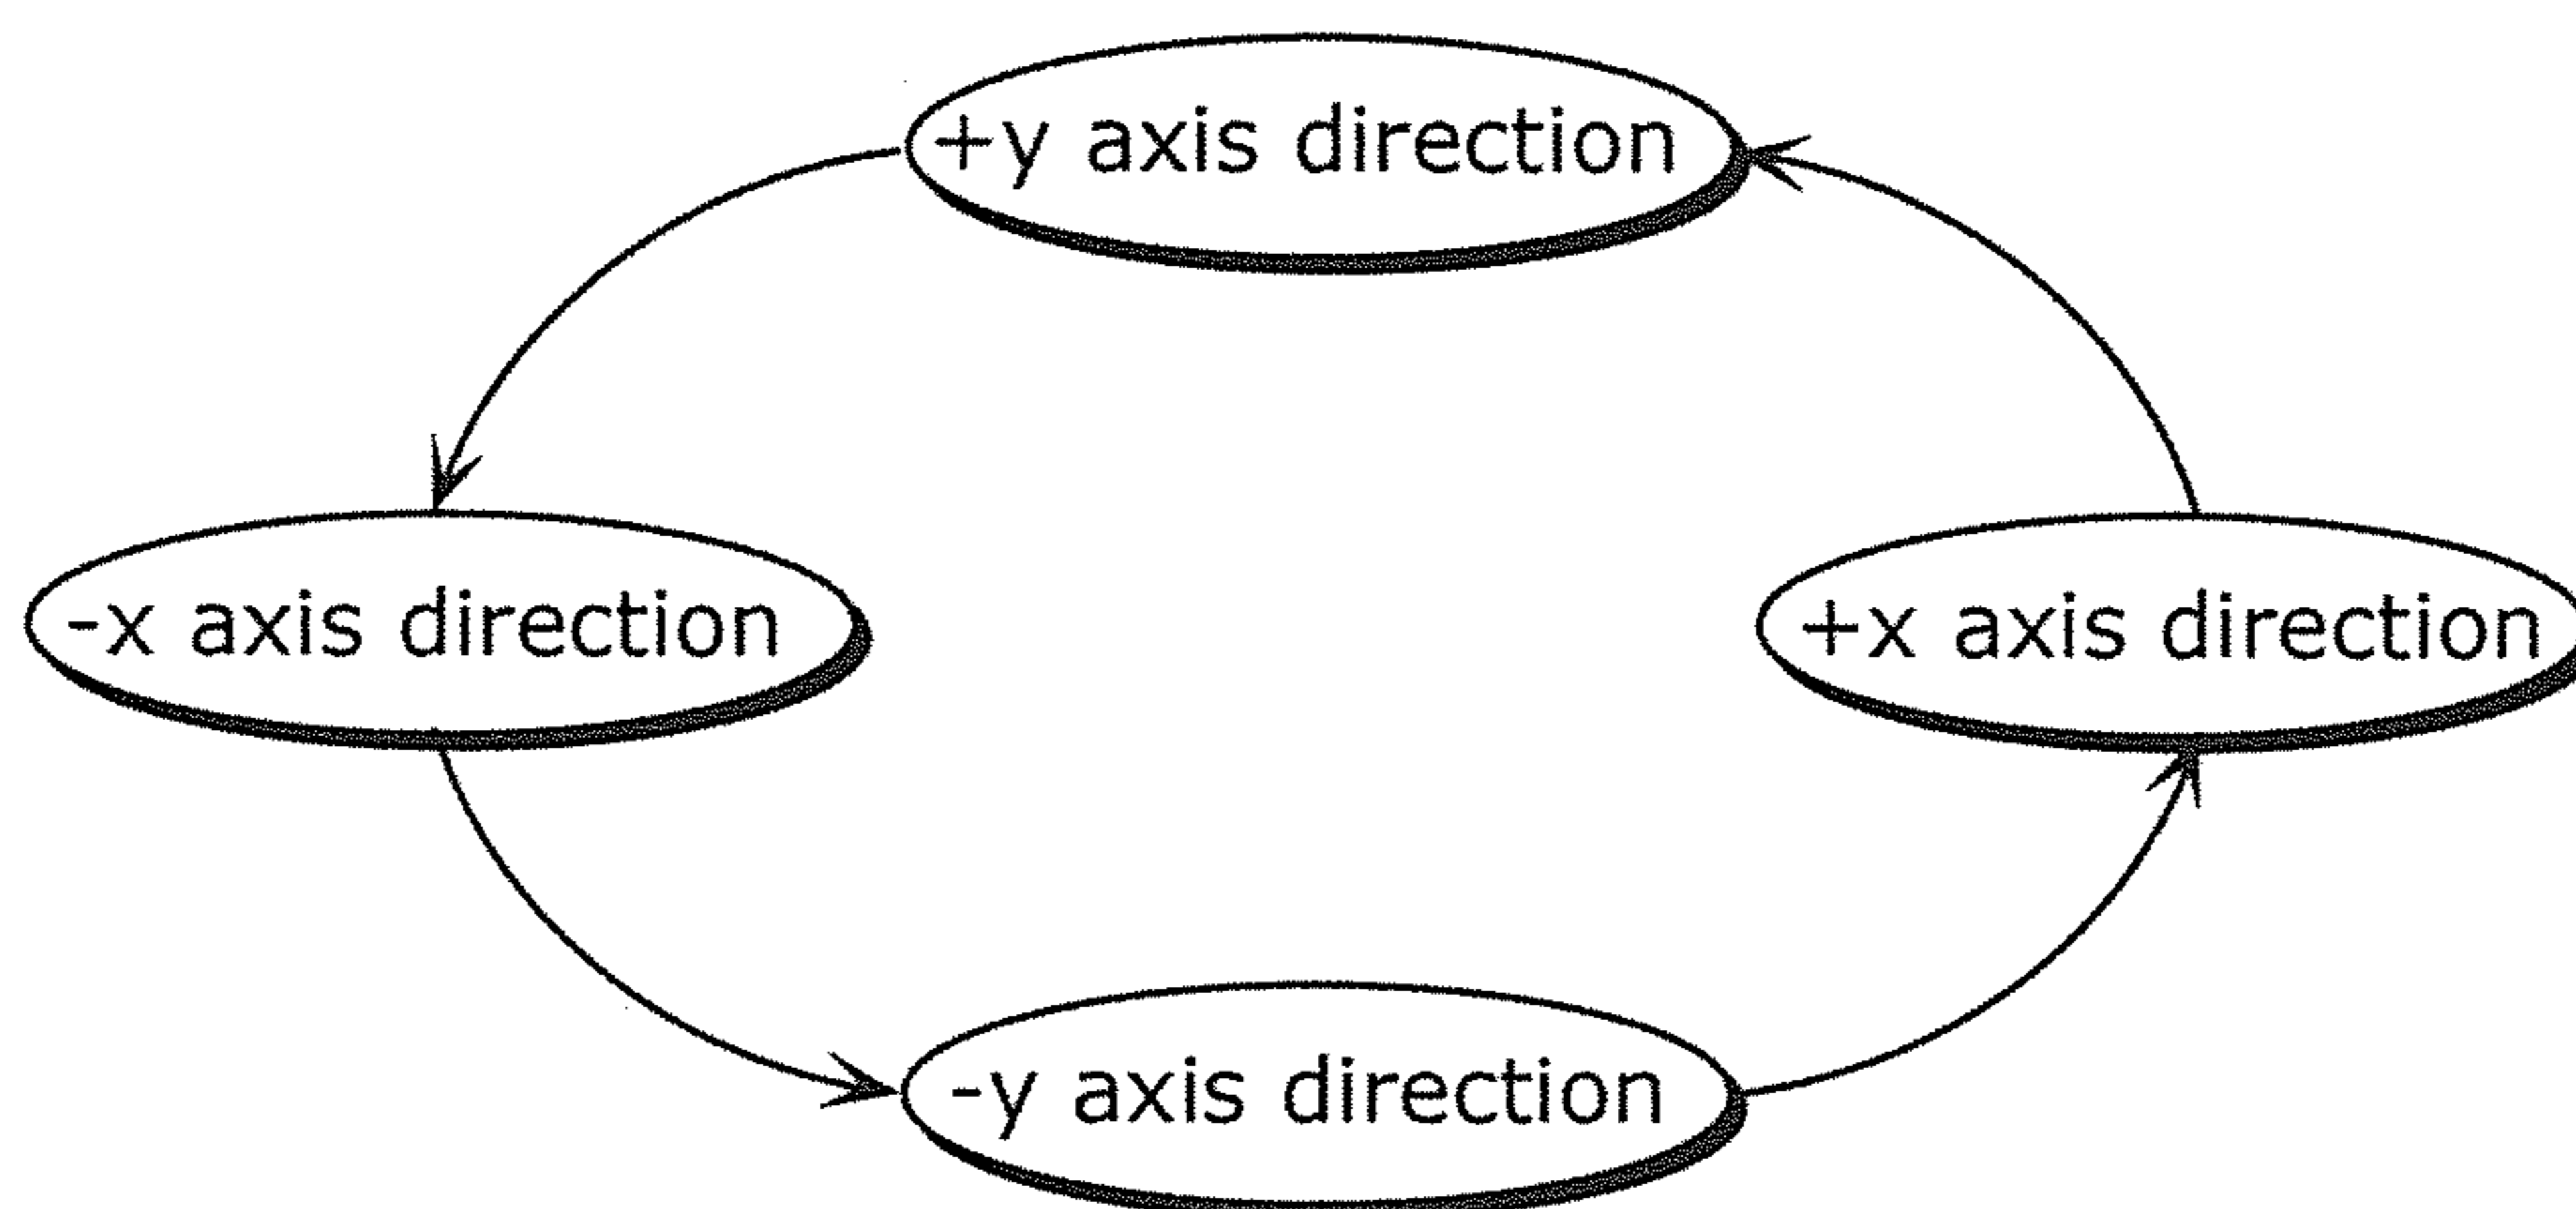 +y axis direction
-x axis direction
+x axis direction
-y axis direction